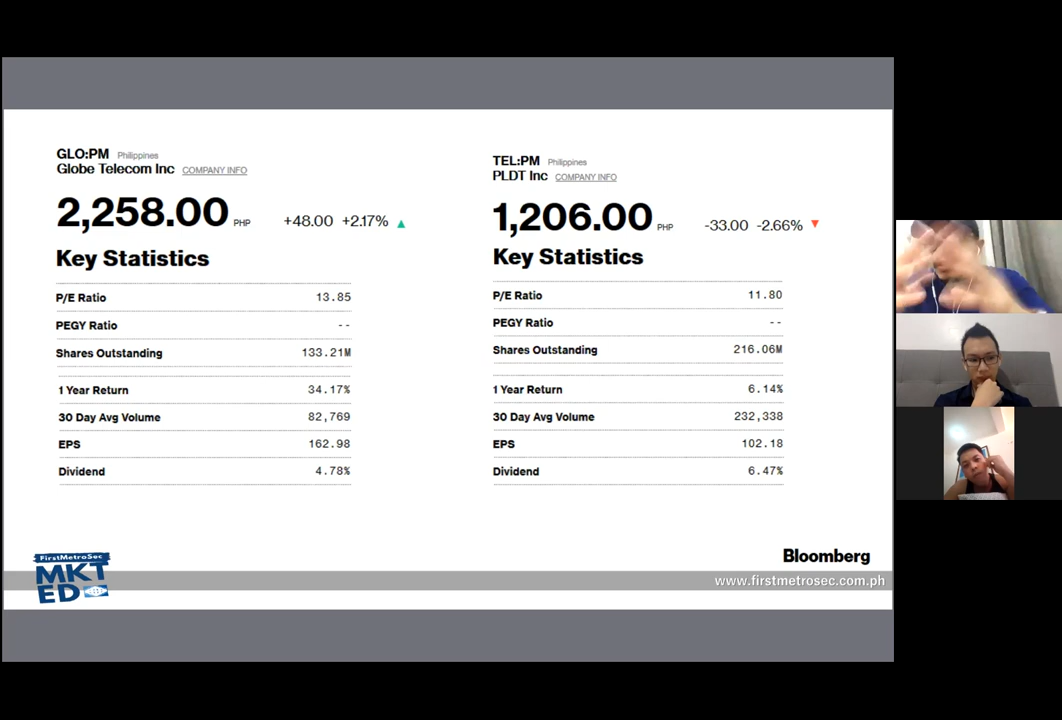 GLO:PM Philippines
Globe Telecom Inc COMPANY INFO
2,258.00 PHP +48.00 +2.17% ▲
Key Statistics
P/E Ratio 13.85
PEGY Ratio --
Shares Outstanding 133.21M
1 Year Return 34.17%
30 Day Avg Volume 82,769
EPS 162.98
Dividend 4.78%
TEL:PM Philippines
PLDT Inc COMPANY INFO
1,206.00 PHP -33.00 -2.66% ▼
Key Statistics
P/E Ratio 11.80
PEGY Ratio --
Shares Outstanding 216.06M
1 Year Return 6.14%
30 Day Avg Volume 232,338
EPS 102.18
Dividend 6.47%
FirstMetroSec
MKT
ED
Bloomberg
www.firstmetrosec.com.ph